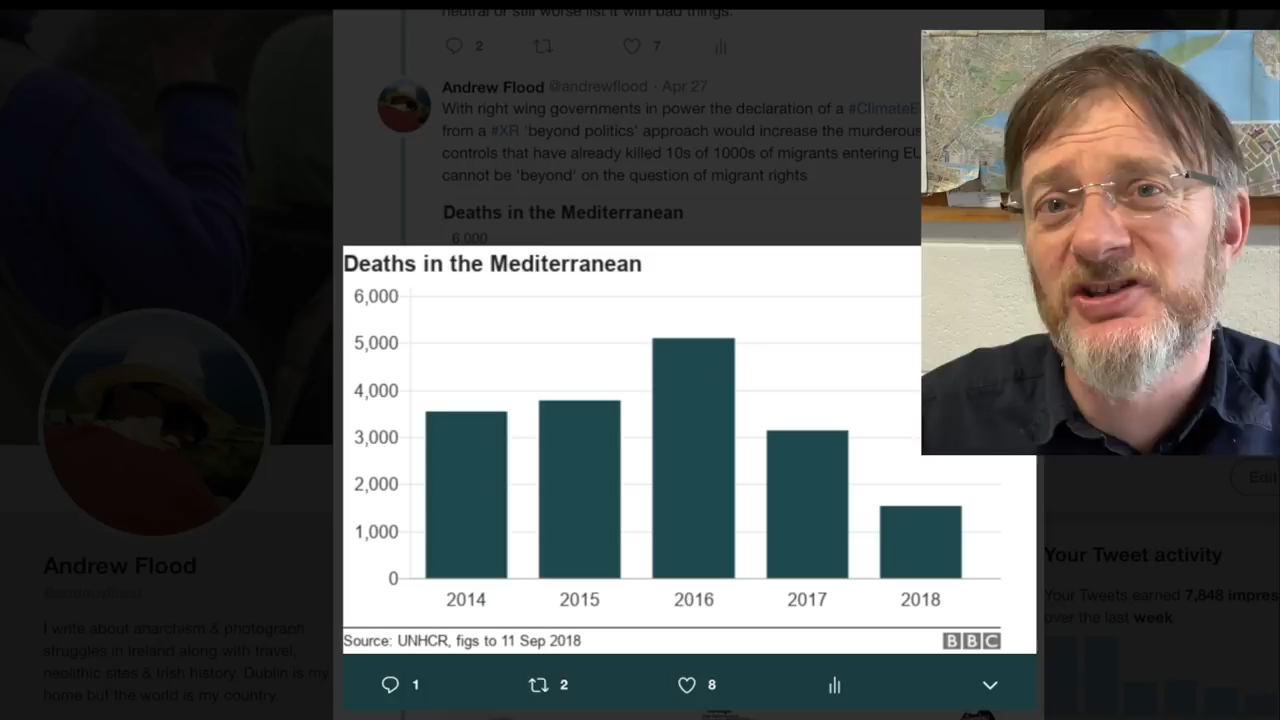 neutral or still worse list it with bad things.
2
7
Andrew Flood @andrewflood · Apr 27
With right wing governments in power the declaration of a #ClimateE
from a #XR 'beyond politics' approach would increase the murderous
controls that have already killed 10s of 1000s of migrants entering EU
cannot be 'beyond' on the question of migrant rights
Deaths in the Mediterranean
6,000
Deaths in the Mediterranean
6,000
5,000
4,000
3,000
2,000
1,000
0
2014 2015 2016 2017 2018
Source: UNHCR, figs to 11 Sep 2018
BBC
1 2 8
Andrew Flood
@andrewflood
I write about anarchism & photograph
struggles in ireland along with travel,
neolithic sites & Irish history. Dublin is my
home but the world is my country.
Edit
Your Tweet activity
Your Tweets earned 7,848 impres
over the last week